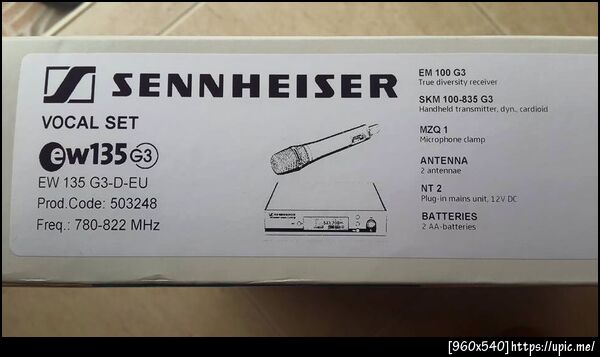 SENNHEISER
VOCAL SET
ew135 G3
EW 135 G3-D-EU
Prod.Code: 503248
Freq.: 780-822 MHz
SENNHEISER
EM 100 G3
True diversity receiver
SKM 100-835 G3
Handheld transmitter, dyn., cardioid
MZQ 1
Microphone clamp
ANTENNA
2 antennae
NT 2
Plug-in mains unit, 12V DC
BATTERIES
2 AA-batteries
[960x540]https://upic.me/